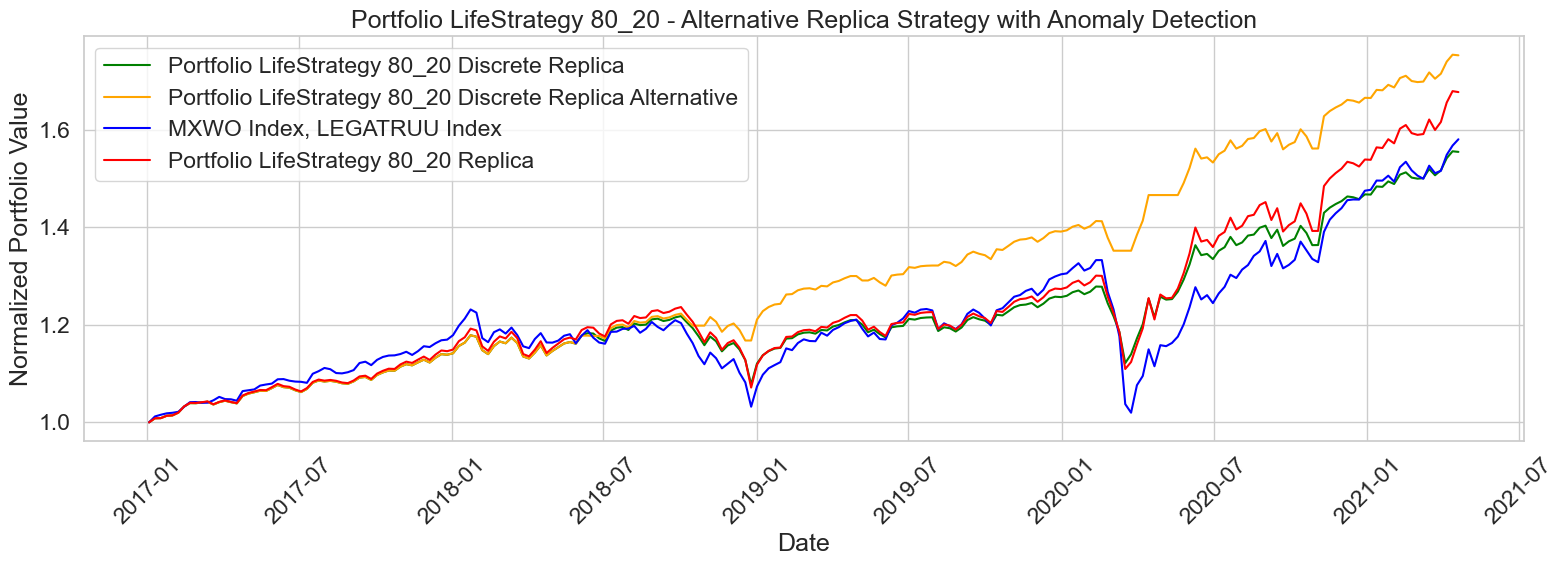 Portfolio LifeStrategy 80_20 - Alternative Replica Strategy with Anomaly Detection
Portfolio LifeStrategy 80_20 Discrete Replica
Portfolio LifeStrategy 80_20 Discrete Replica Alternative
MXWO Index, LEGATRUU Index
Portfolio LifeStrategy 80_20 Replica
Normalized Portfolio Value
1.6
1.4
1.2
1.0
2017-01
2017-07
2018-01
2018-07
2019-01
2019-07
2020-01
2020-07
2021-01
2021-07
Date